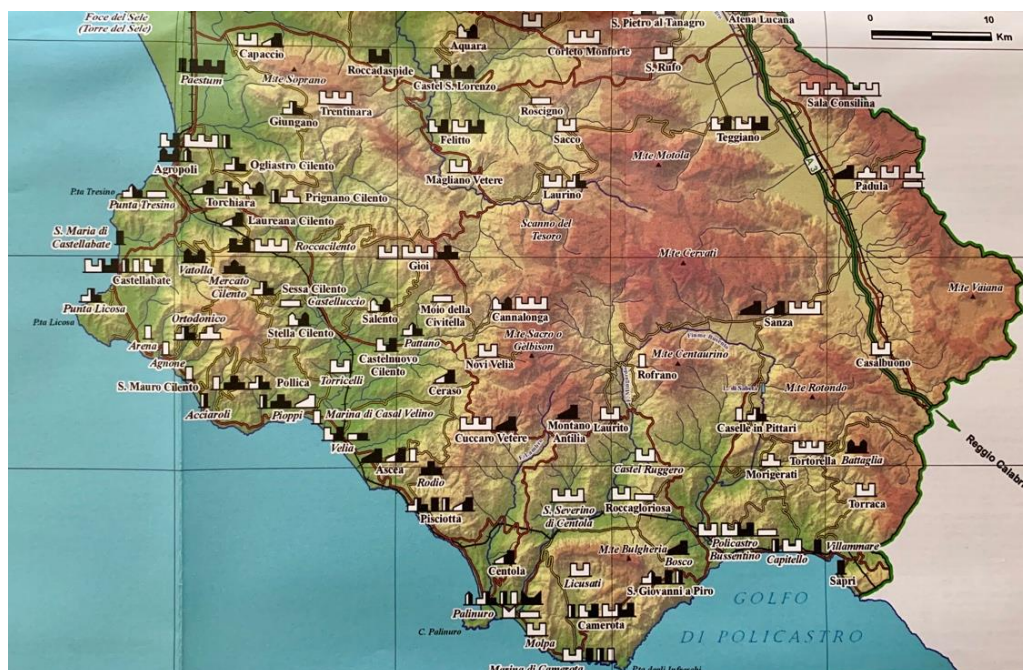 Foce del Sele
(Torre del Sele)
S. Pietro al Tanagro
Atena Lucana
0
10
Km
Capaccio
Aquara
Corleto Monforte
S. Rufo
Paestum
M.te Soprano
Roccadaspide
Castel S. Lorenzo
Trentinara
Giungano
Roscigno
Sala Consilina
Felitto
Sacco
Teggiano
Agropoli
Ogliastro Cilento
Magliano Vetere
M.te Motola
A 3
Padula
P.ta Tresino
Punta Tresino
Torchiara
Prignano Cilento
Laurino
Laureana Cilento
Scanno del
Tesoro
S. Maria di
Castellabate
Roccacilento
Gioi
M.te Cervati
Castellabate
Vatolla
Mercato
Cilento
Sessa Cilento
Castelluccio
M.te Vaiana
Punta Licosa
P.ta Licosa
Ortodonico
Stella Cilento
Salento
Moio della
Civitella
Cannalonga
Sanza
Pattano
M.te Sacro o
Gelbison
Arena
Agnone
Castelnuovo
Cilento
Novi Velia
Rofrano
M.te Centaurino
Casalbuono
S. Mauro Cilento
Pollica
Torricelli
Ceraso
M.te Rotondo
Acciaroli
Pioppi
Marina di Casal Velino
Cuccaro Vetere
Montano
Antilia
Laurito
Caselle in Pittari
Velia
Reggio Calabr
Ascea
Rodio
Castel Ruggero
Morigerati
Tortorella
Battaglia
Pisciotta
S. Severino
di Centola
Roccagloriosa
Torraca
Policastro
Bussentino
Capitello
Villammare
Centola
M.te Bulgheria
Bosco
Sapri
Licusati
S. Giovanni a Piro
Palinuro
Camerota
GOLFO
C. Palinuro
Molpa
DI POLICASTRO
Marina di Camerota
P.ta degli Infreschi